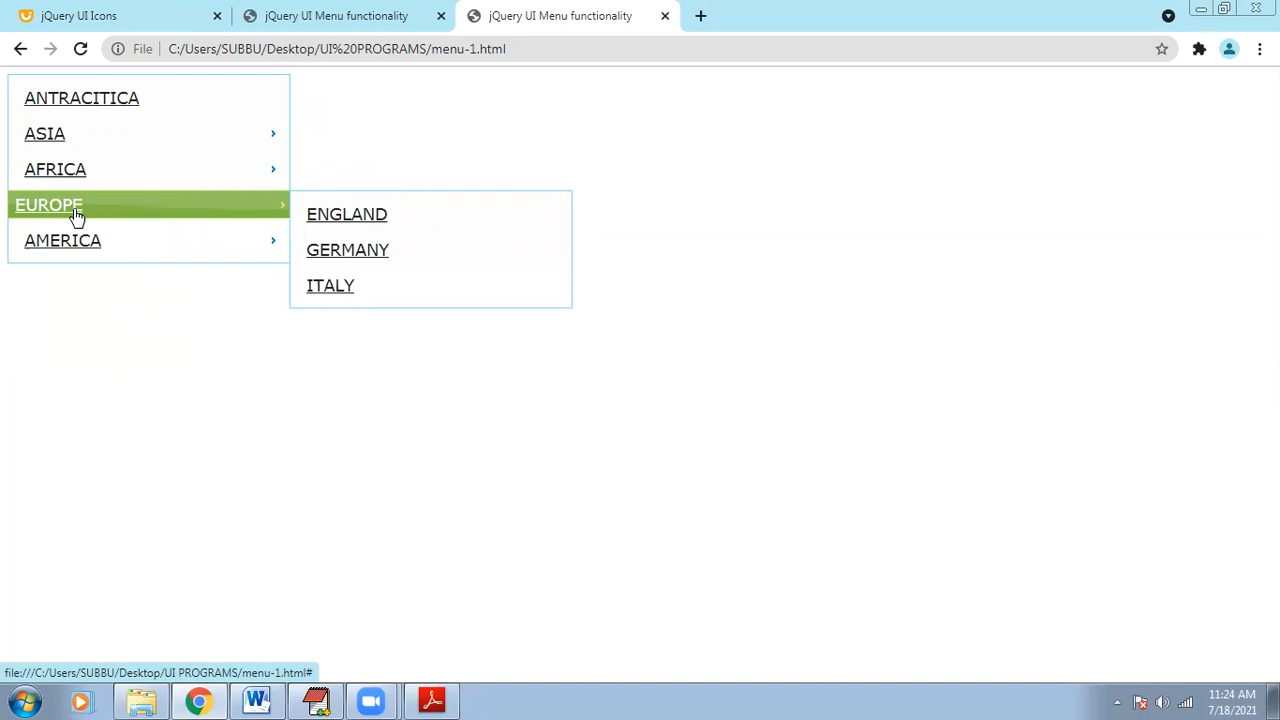 jQuery UI Icons
jQuery UI Menu functionality
jQuery UI Menu functionality
File
C:/Users/SUBBU/Desktop/UI%20PROGRAMS/menu-1.html
ANTRACITICA
ASIA
AFRICA
EUROPE
AMERICA
ENGLAND
GERMANY
ITALY
file:///C:/Users/SUBBU/Desktop/UI PROGRAMS/menu-1.html#
11:24 AM
7/18/2021